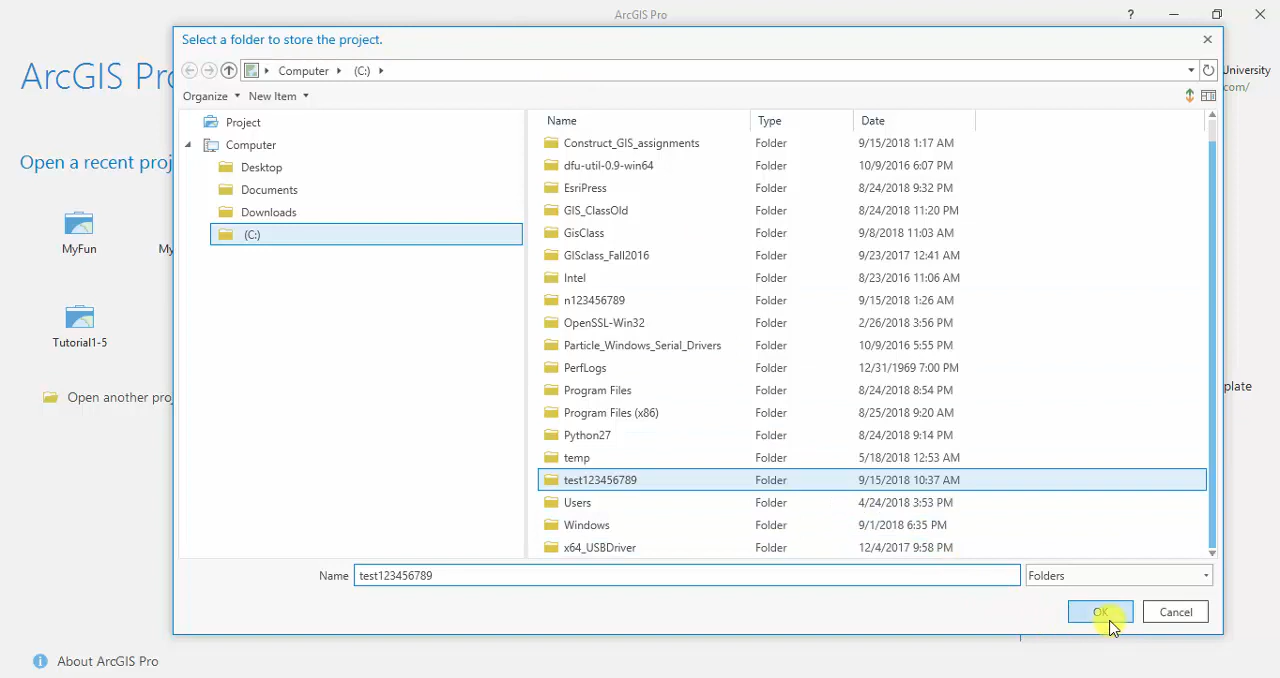 ArcGIS Pro
?
Select a folder to store the project.
ArcGIS Pro
Computer (C:)
University
com/
Organize New Item
Open a recent proj
MyFun
My
Tutorial1-5
Open another proj
Project
Computer
Desktop
Documents
Downloads
(C:)
Name Type Date
Construct_GIS_assignments Folder 9/15/2018 1:17 AM
dfu-util-0.9-win64 Folder 10/9/2016 6:07 PM
EsriPress Folder 8/24/2018 9:32 PM
GIS_ClassOld Folder 8/24/2018 11:20 PM
GisClass Folder 9/8/2018 11:03 AM
GISclass_Fall2016 Folder 9/23/2017 12:41 AM
Intel Folder 8/23/2016 11:06 AM
n123456789 Folder 9/15/2018 1:26 AM
OpenSSL-Win32 Folder 2/26/2018 3:56 PM
Particle_Windows_Serial_Drivers Folder 10/9/2016 5:55 PM
PerfLogs Folder 12/31/1969 7:00 PM
Program Files Folder 8/24/2018 8:54 PM
Program Files (x86) Folder 8/25/2018 9:20 AM
Python27 Folder 8/24/2018 9:14 PM
temp Folder 5/18/2018 12:53 AM
test123456789 Folder 9/15/2018 10:37 AM
Users Folder 4/24/2018 3:53 PM
Windows Folder 9/1/2018 6:35 PM
x64_USBDriver Folder 12/4/2017 9:58 PM
plate
Name test123456789 Folders
OK Cancel
About ArcGIS Pro